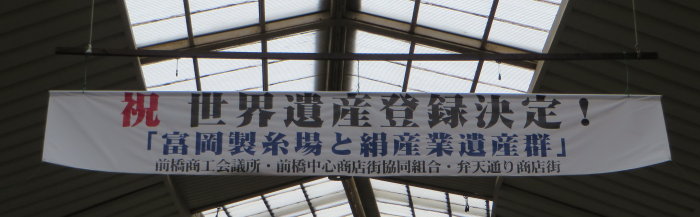 祝 世界遺産登録決定！
「富岡製糸場と絹産業遺産群」
前橋商工会議所・前橋中心商店街協同組合・弁天通り商店街